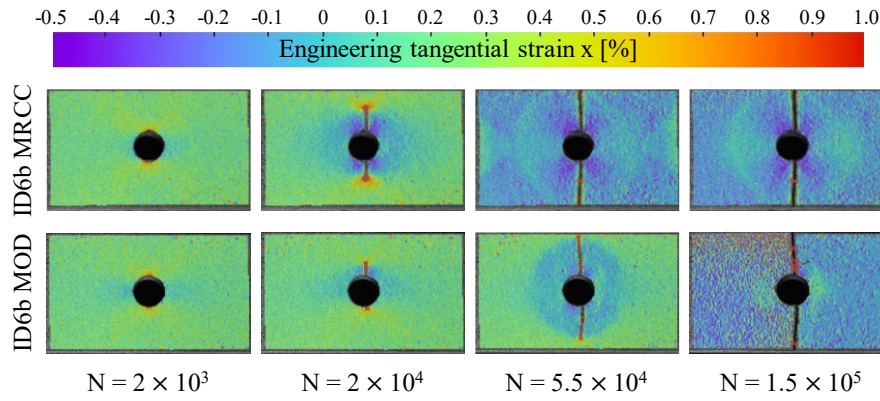 -0.5 -0.4 -0.3 -0.2 -0.1 0 0.1 0.2 0.3 0.4 0.5 0.6 0.7 0.8 0.9 1.0
Engineering tangential strain x [%]
ID6b MRCC
ID6b MOD
N = 2 × 10³ N = 2 × 10⁴ N = 5.5 × 10⁴ N = 1.5 × 10⁵